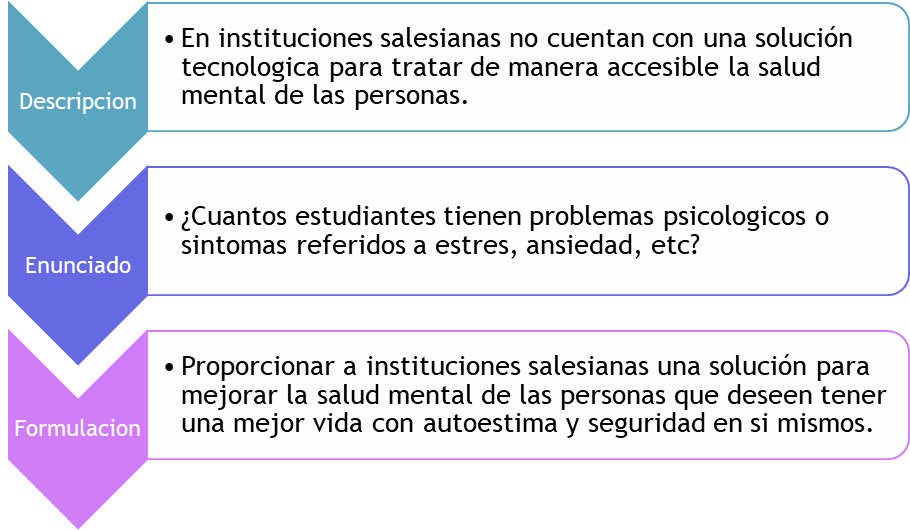 Descripcion
• En instituciones salesianas no cuentan con una solución
tecnologica para tratar de manera accesible la salud
mental de las personas.
Enunciado
• ¿Cuantos estudiantes tienen problemas psicologicos o
sintomas referidos a estres, ansiedad, etc?
Formulacion
• Proporcionar a instituciones salesianas una solución para
mejorar la salud mental de las personas que deseen tener
una mejor vida con autoestima y seguridad en si mismos.